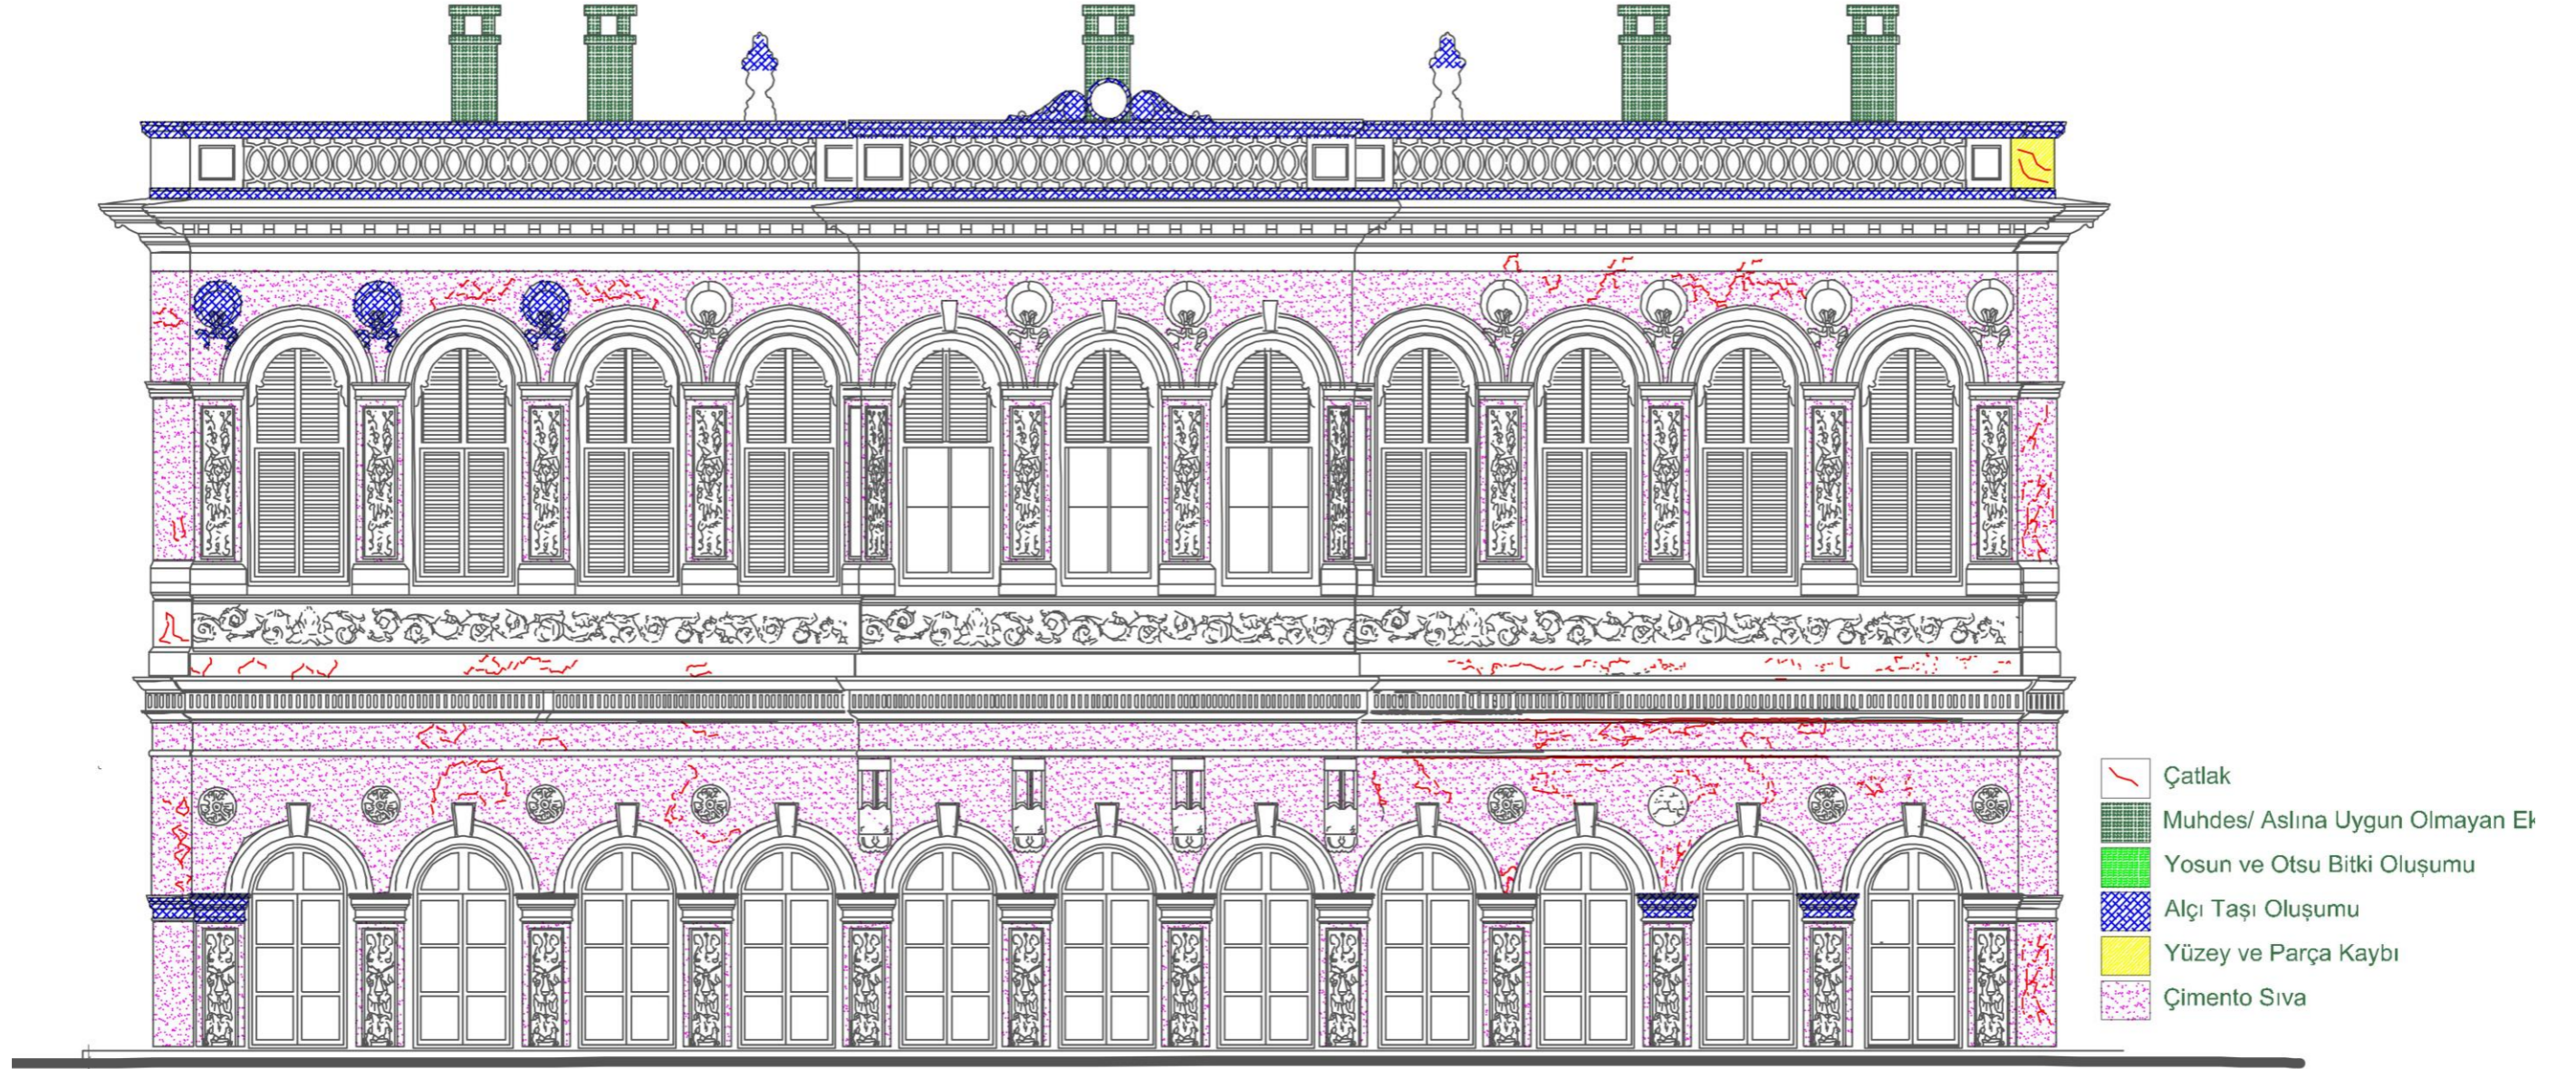 Çatlak
Muhdes/ Aslına Uygun Olmayan Ek
Yosun ve Otsu Bitki Oluşumu
Alçı Taşı Oluşumu
Yüzey ve Parça Kaybı
Çimento Sıva